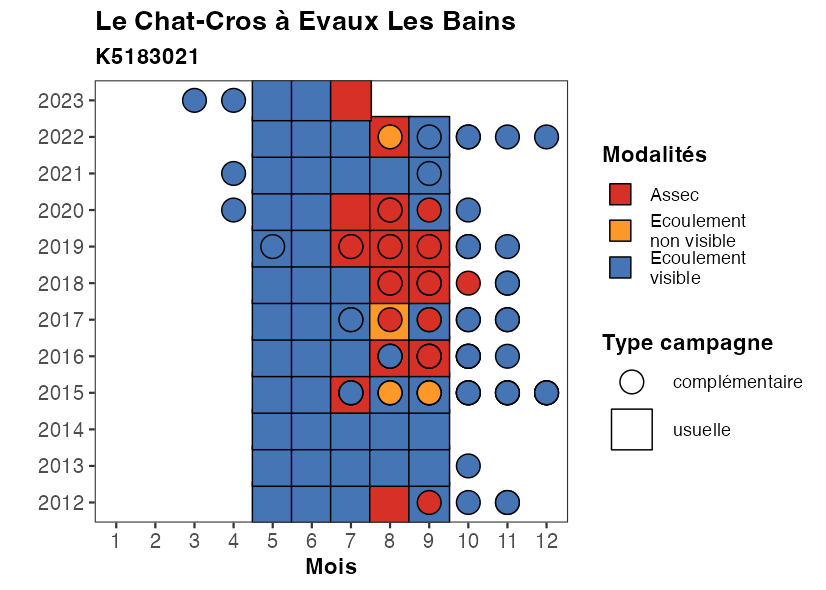 Le Chat-Cros à Evaux Les Bains
K5183021
2023
2022
2021
2020
2019
2018
2017
2016
2015
2014
2013
2012
1 2 3 4 5 6 7 8 9 10 11 12
Mois
Modalités
Assec
Ecoulement
non visible
Ecoulement
visible
Type campagne
complémentaire
usuelle